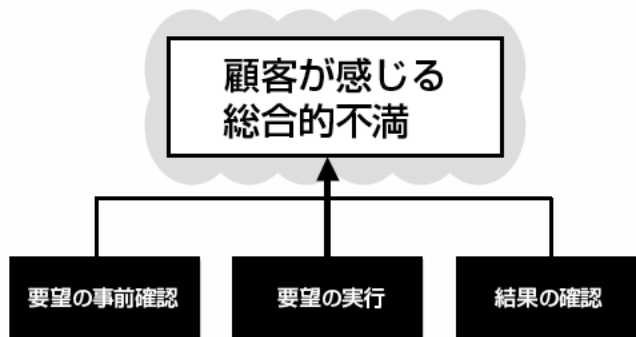 顧客が感じる
総合的不満
要望の事前確認
要望の実行
結果の確認